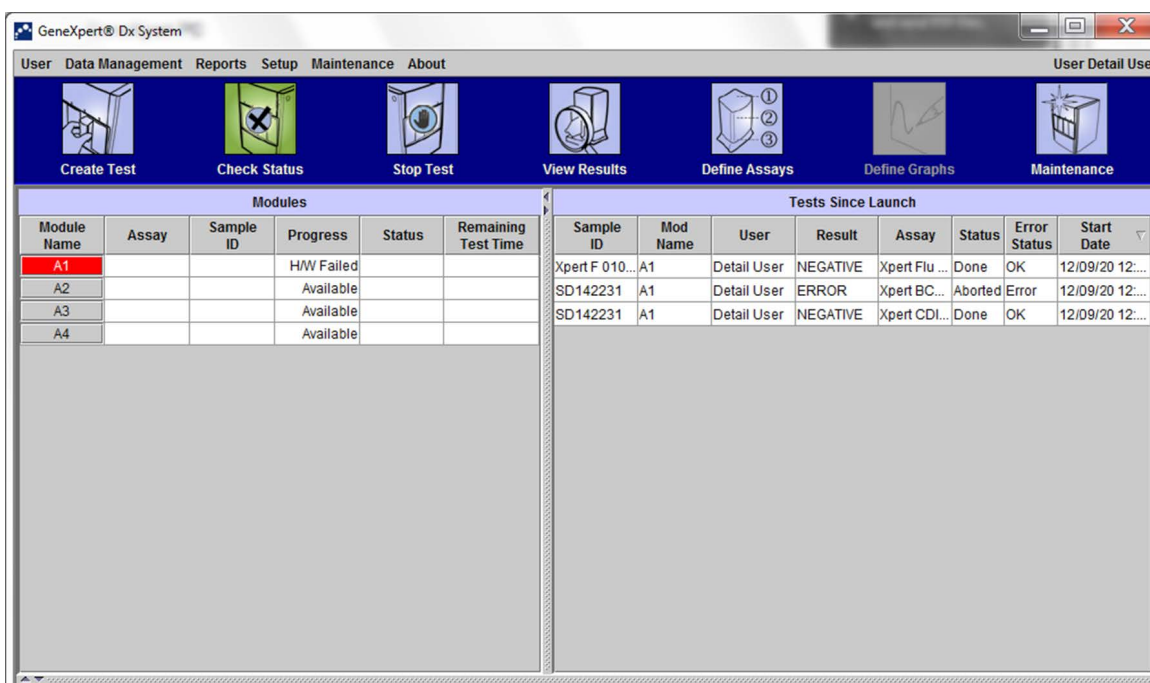 GeneXpert® Dx System
User Data Management Reports Setup Maintenance About User Detail Use
Create Test Check Status Stop Test View Results Define Assays Define Graphs Maintenance
Modules
Module Name Assay Sample ID Progress Status Remaining Test Time
A1 H/W Failed
A2 Available
A3 Available
A4 Available
Tests Since Launch
Sample ID Mod Name User Result Assay Status Error Status Start Date
Xpert F 010... A1 Detail User NEGATIVE Xpert Flu ... Done OK 12/09/20 12:...
SD142231 A1 Detail User ERROR Xpert BC... Aborted Error 12/09/20 12:...
SD142231 A1 Detail User NEGATIVE Xpert CDI... Done OK 12/09/20 12:...